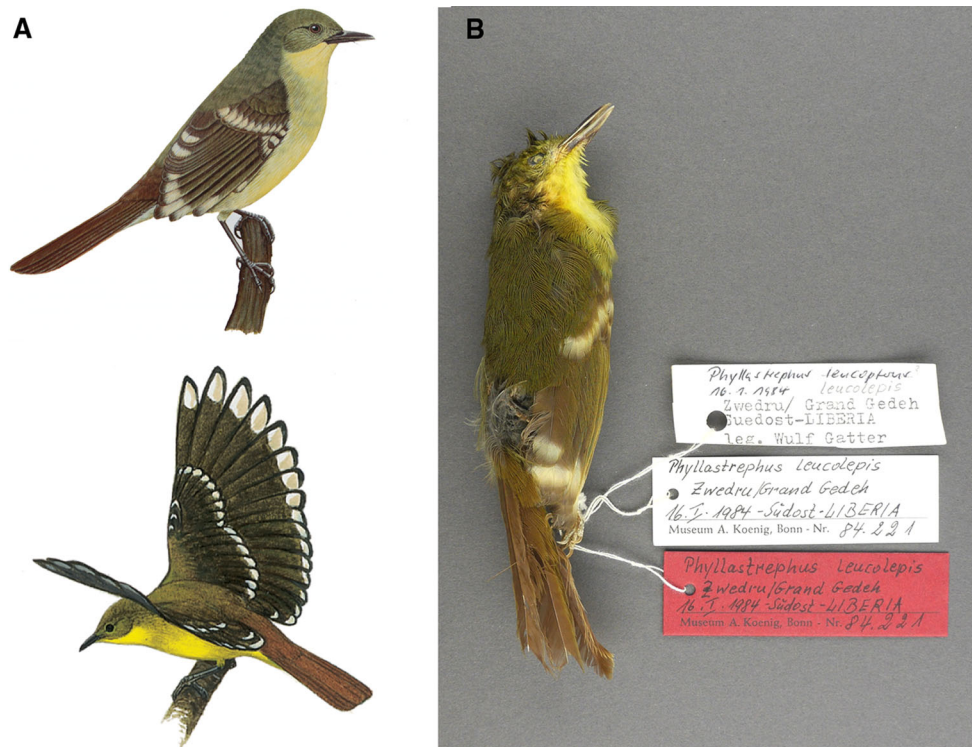 A
B
Phyllastrephus leucopterus
16.1.1984 leucolepis
Zwedru/ Grand Gedeh
Suedost-LIBERIA
leg. Wulf Gatter
Phyllastrephus leucolepis
Zwedru/Grand Gedeh
16.I.1984-Südost-LIBERIA
Museum A. Koenig, Bonn - Nr. 84.221
Phyllastrephus leucolepis
Zwedru/Grand Gedeh
16.I.1984-Südost-LIBERIA
Museum A. Koenig, Bonn - Nr. 84.221